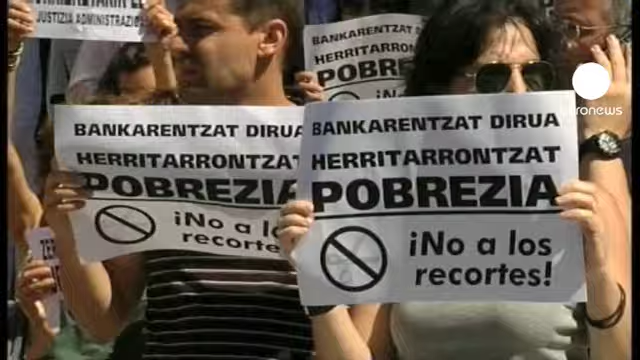 JUSTIZIA ADMINISTRAZIO
BANKARENTZAT DIRUA
HERRITARRONTZAT
POBREZIA
BANKARENTZAT DIRUA
HERRITARRONTZAT
POBREZIA
¡No a los
recortes
BANKARENTZAT DIRUA
HERRITARRONTZAT
POBREZIA
¡No a los
recortes!
euronews